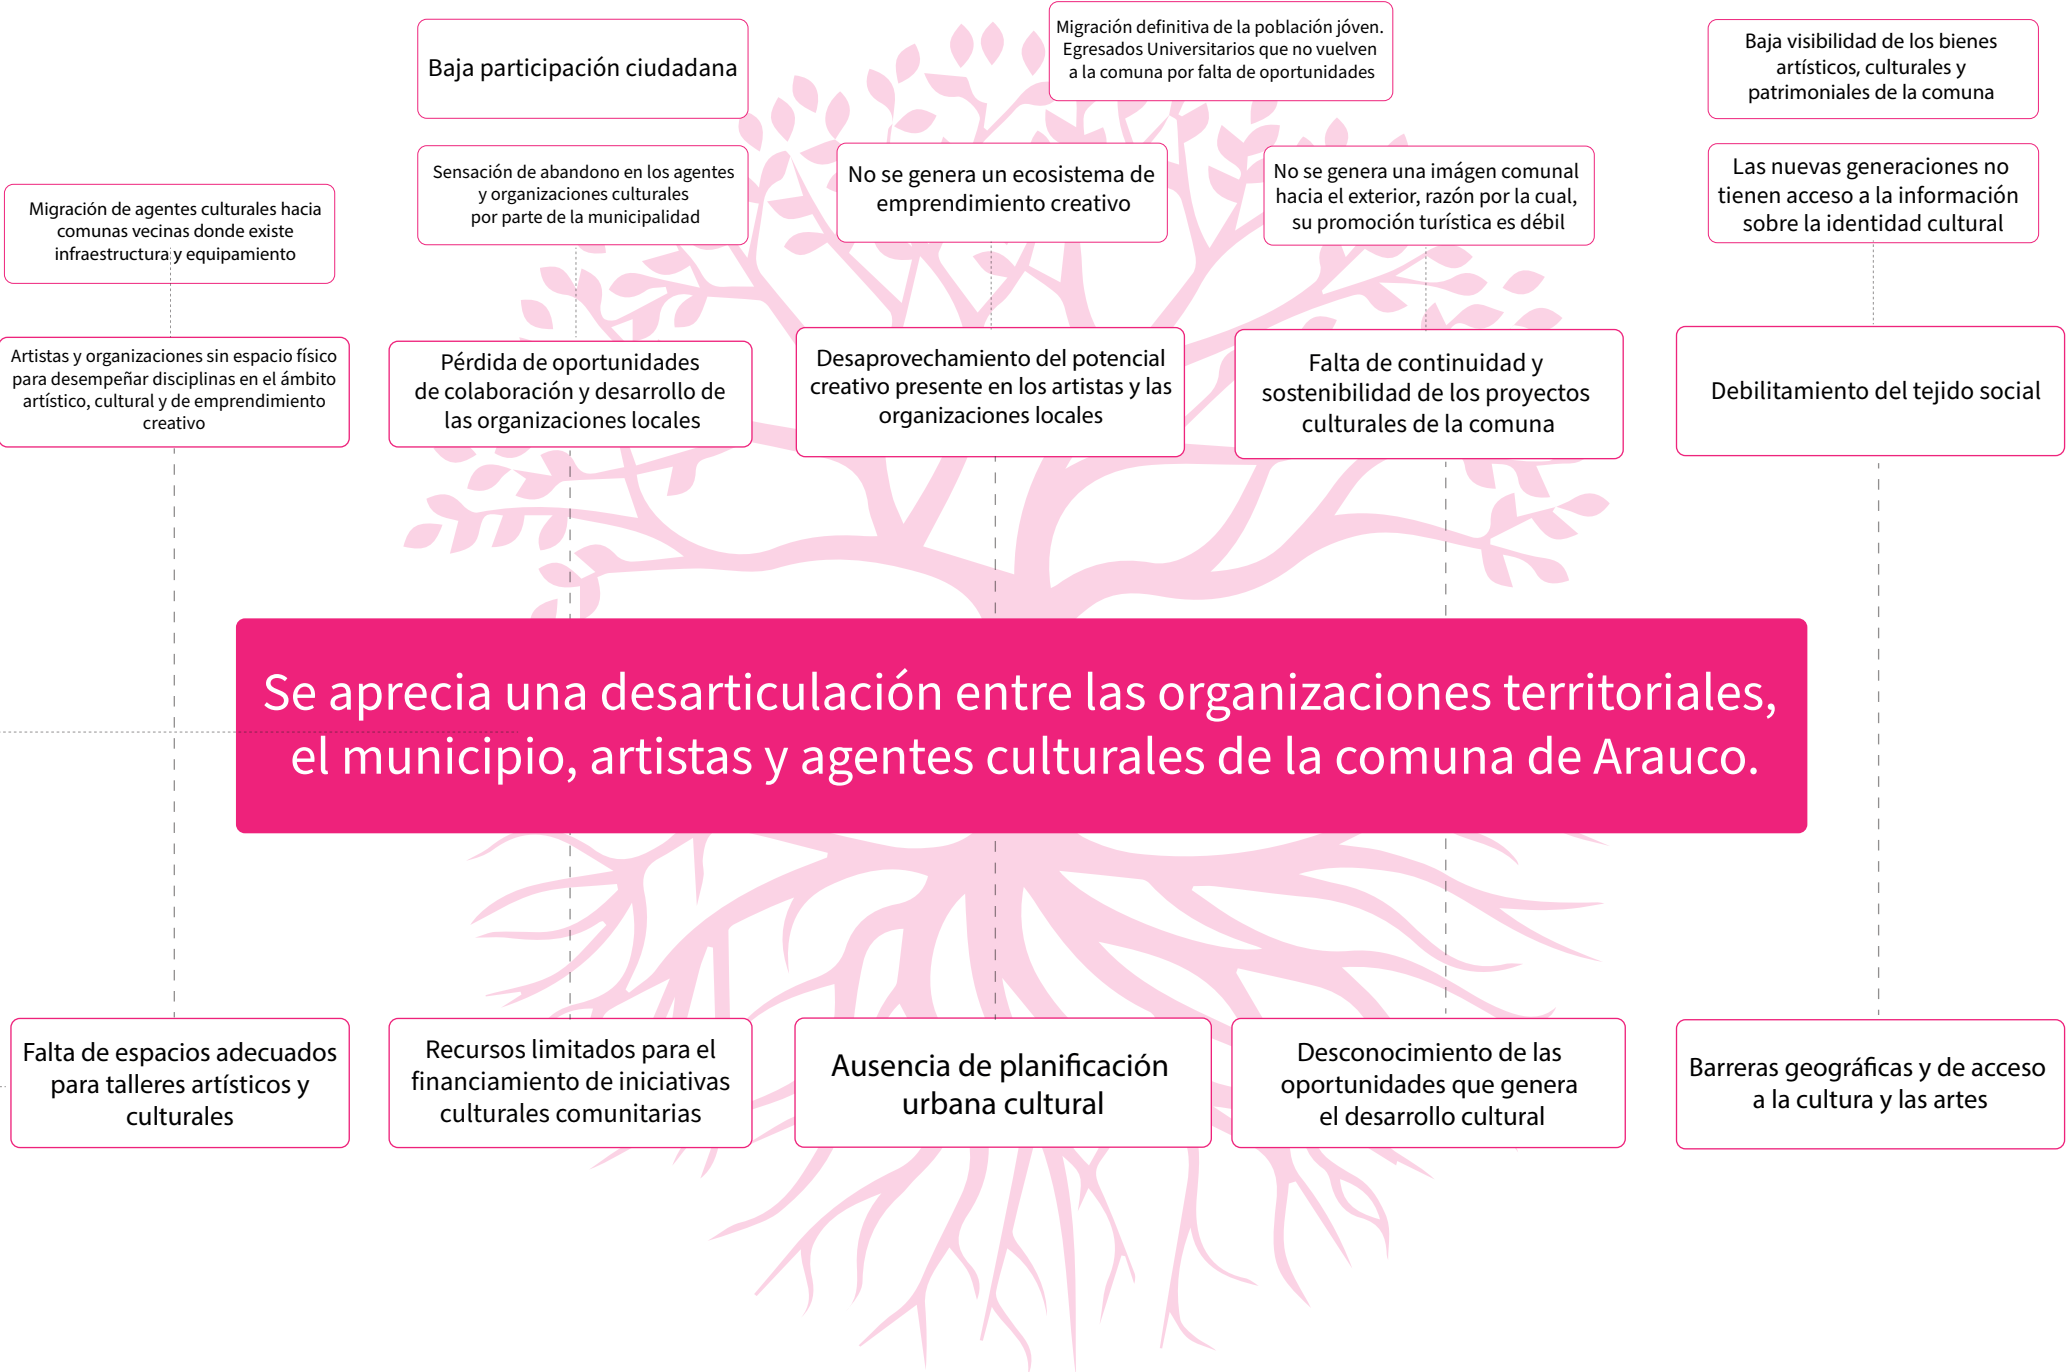 Baja participación ciudadana
Migración definitiva de la población jóven.
Egresados Universitarios que no vuelven
a la comuna por falta de oportunidades
Baja visibilidad de los bienes
artísticos, culturales y
patrimoniales de la comuna
Migración de agentes culturales hacia
comunas vecinas donde existe
infraestructura y equipamiento
Sensación de abandono en los agentes
y organizaciones culturales
por parte de la municipalidad
No se genera un ecosistema de
emprendimiento creativo
No se genera una imágen comunal
hacia el exterior, razón por la cual,
su promoción turística es débil
Las nuevas generaciones no
tienen acceso a la información
sobre la identidad cultural
Artistas y organizaciones sin espacio físico
para desempeñar disciplinas en el ámbito
artístico, cultural y de emprendimiento
creativo
Pérdida de oportunidades
de colaboración y desarrollo de
las organizaciones locales
Desaprovechamiento del potencial
creativo presente en los artistas y las
organizaciones locales
Falta de continuidad y
sostenibilidad de los proyectos
culturales de la comuna
Debilitamiento del tejido social
Se aprecia una desarticulación entre las organizaciones territoriales,
el municipio, artistas y agentes culturales de la comuna de Arauco.
Falta de espacios adecuados
para talleres artísticos y
culturales
Recursos limitados para el
financiamiento de iniciativas
culturales comunitarias
Ausencia de planificación
urbana cultural
Desconocimiento de las
oportunidades que genera
el desarrollo cultural
Barreras geográficas y de acceso
a la cultura y las artes